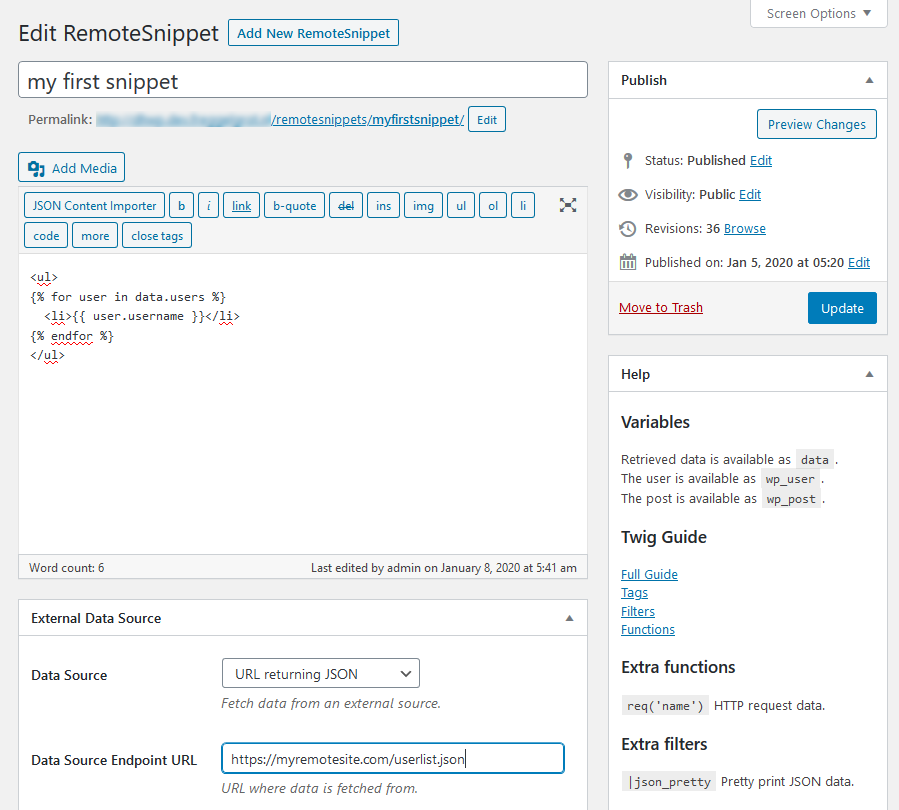 Screen Options
Edit RemoteSnippet
Add New RemoteSnippet
my first snippet
Permalink: /remotesnippets/myfirstsnippet/ Edit
Add Media
JSON Content Importer b i link b-quote del ins img ul ol li
code more close tags
<ul>
{% for user in data.users %}
<li>{{ user.username }}</li>
{% endfor %}
</ul>
Word count: 6 Last edited by admin on January 8, 2020 at 5:41 am
External Data Source
Data Source URL returning JSON
Fetch data from an external source.
Data Source Endpoint URL https://myremotesite.com/userlist.json
URL where data is fetched from.
Publish
Preview Changes
Status: Published Edit
Visibility: Public Edit
Revisions: 36 Browse
Published on: Jan 5, 2020 at 05:20 Edit
Move to Trash Update
Help
Variables
Retrieved data is available as data .
The user is available as wp_user .
The post is available as wp_post .
Twig Guide
Full Guide
Tags
Filters
Functions
Extra functions
req('name') HTTP request data.
Extra filters
|json_pretty Pretty print JSON data.